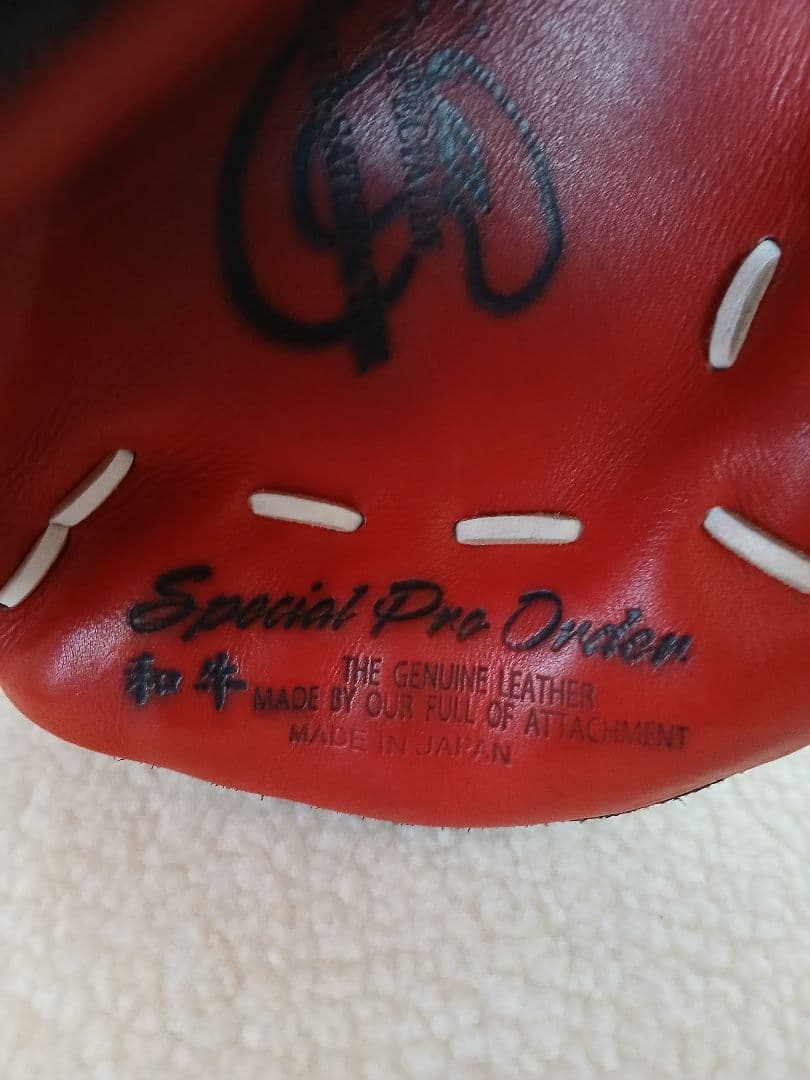 Special Pro Order
和牛 THE GENUINE LEATHER
MADE BY OUR FULL OF ATTACHMENT
MADE IN JAPAN